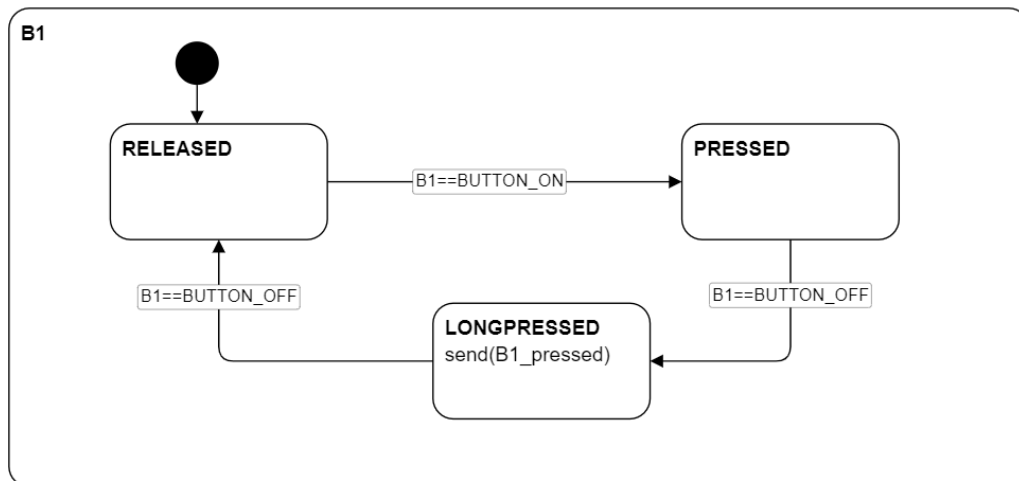 B1
RELEASED
PRESSED
B1==BUTTON_ON
B1==BUTTON_OFF
B1==BUTTON_OFF
LONGPRESSED
send(B1_pressed)